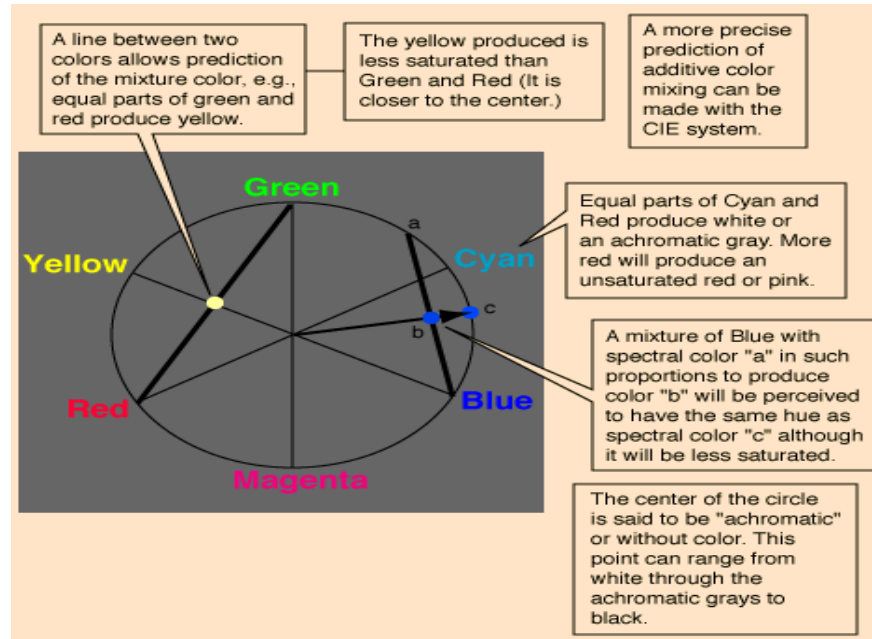 A line between two
colors allows prediction
of the mixture color, e.g.,
equal parts of green and
red produce yellow.
The yellow produced is
less saturated than
Green and Red (It is
closer to the center.)
A more precise
prediction of
additive color
mixing can be
made with the
CIE system.
Green
a
Cyan
Yellow
c
b
Red
Blue
Magenta
Equal parts of Cyan and
Red produce white or
an achromatic gray. More
red will produce an
unsaturated red or pink.
A mixture of Blue with
spectral color "a" in such
proportions to produce
color "b" will be perceived
to have the same hue as
spectral color "c" although
it will be less saturated.
The center of the circle
is said to be "achromatic"
or without color. This
point can range from
white through the
achromatic grays to
black.